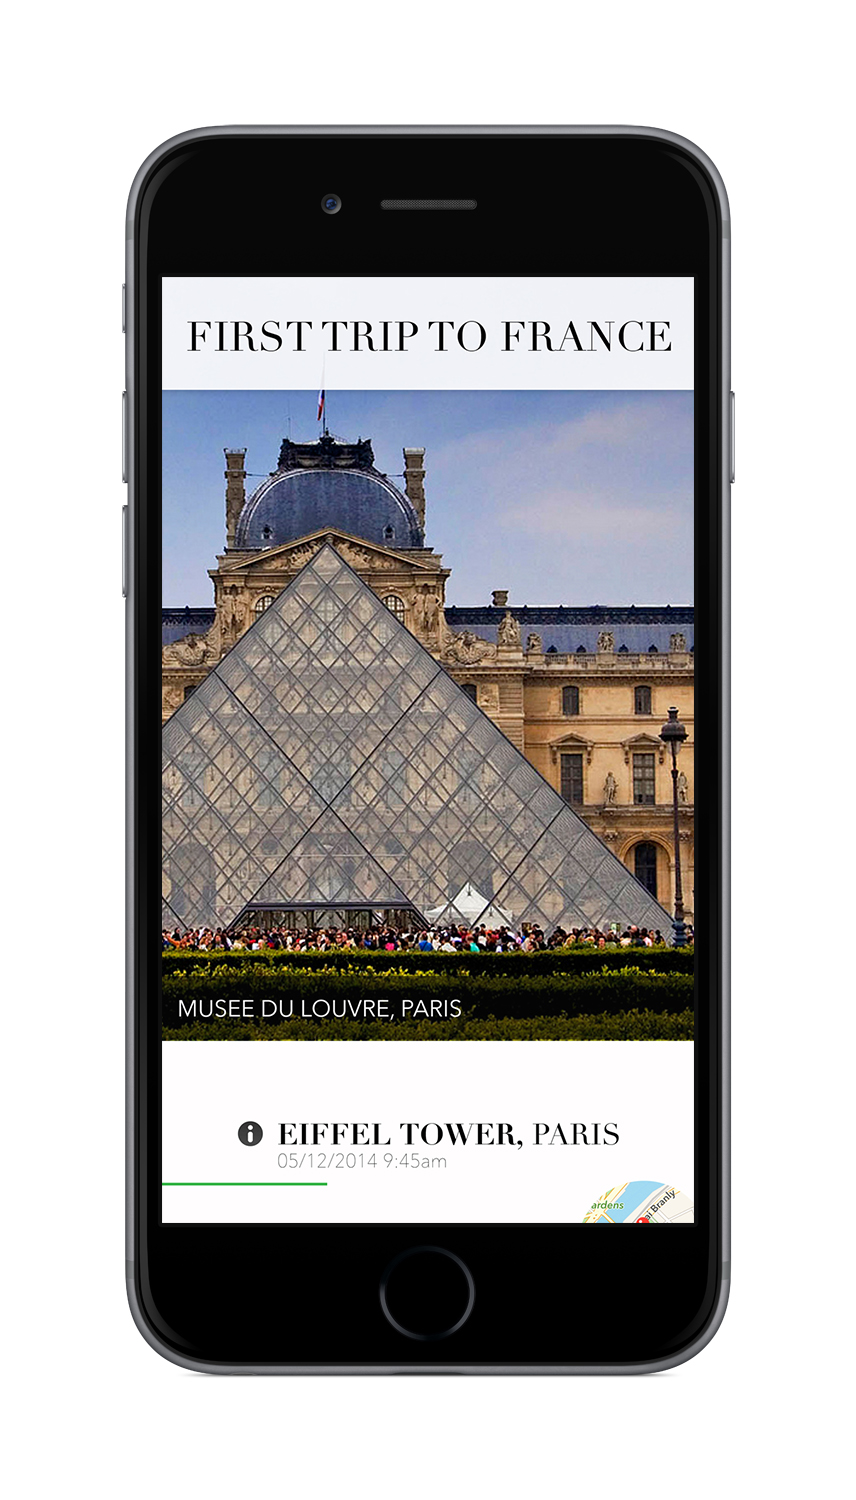 FIRST TRIP TO FRANCE
MUSEE DU LOUVRE, PARIS
EIFFEL TOWER, PARIS
05/12/2014 9:45am
ardens
ai Branly